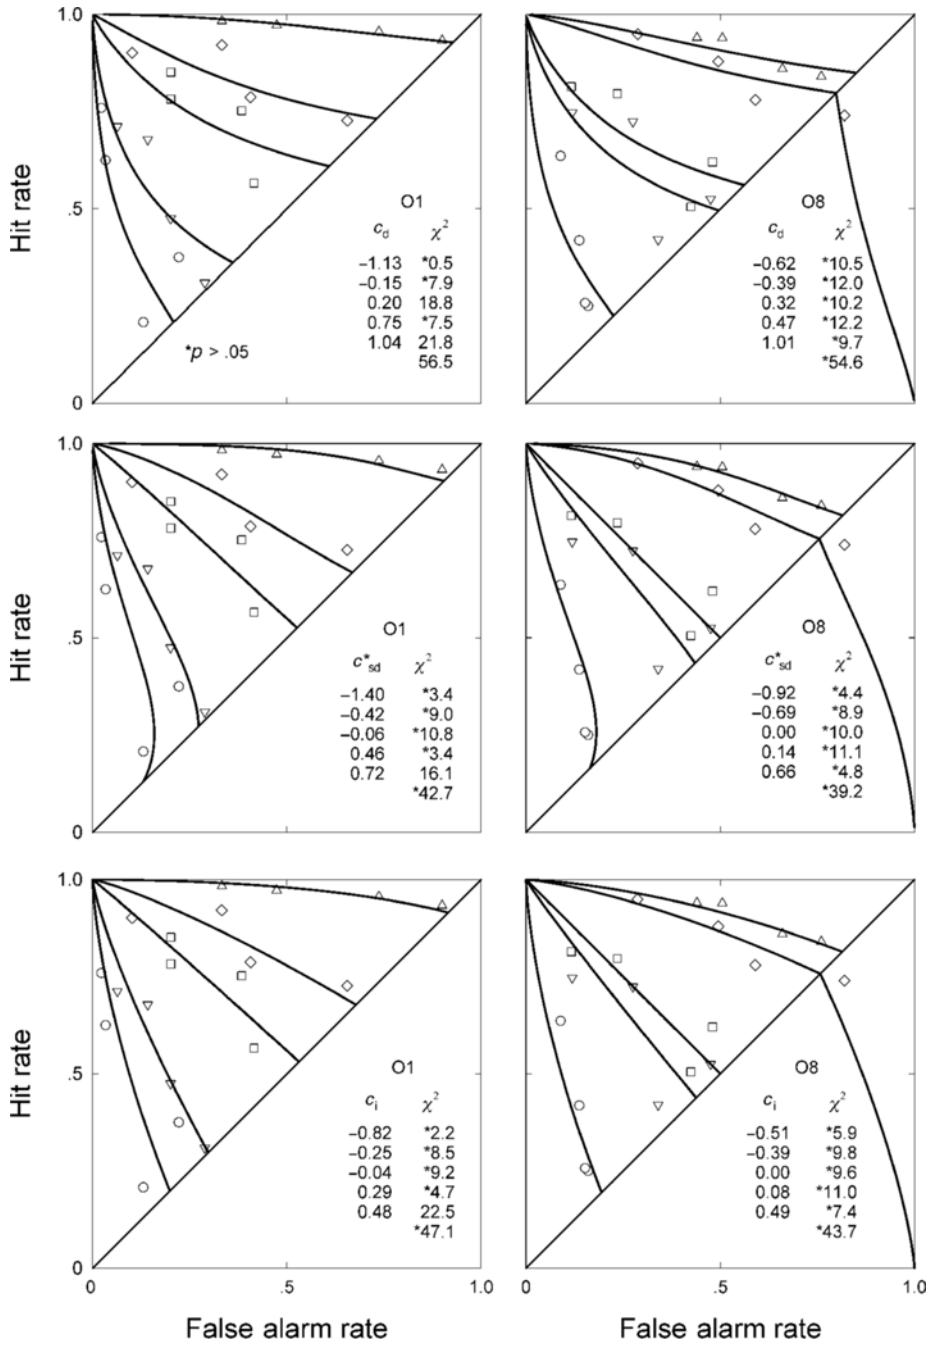 1.0
Hit rate
.5
0
O1
c_d χ²
−1.13 *0.5
−0.15 *7.9
0.20 18.8
0.75 *7.5
1.04 21.8
56.5
*p > .05
1.0
O8
c_d χ²
−0.62 *10.5
−0.39 *12.0
0.32 *10.2
0.47 *12.2
1.01 *9.7
*54.6
1.0
Hit rate
.5
0
O1
c*_sd χ²
−1.40 *3.4
−0.42 *9.0
−0.06 *10.8
0.46 *3.4
0.72 16.1
*42.7
O8
c*_sd χ²
−0.92 *4.4
−0.69 *8.9
0.00 *10.0
0.14 *11.1
0.66 *4.8
*39.2
1.0
Hit rate
.5
0
O1
c_i χ²
−0.82 *2.2
−0.25 *8.5
−0.04 *9.2
0.29 *4.7
0.48 22.5
*47.1
O8
c_i χ²
−0.51 *5.9
−0.39 *9.8
0.00 *9.6
0.08 *11.0
0.49 *7.4
*43.7
0 .5 1.0
0 .5 1.0
False alarm rate
False alarm rate